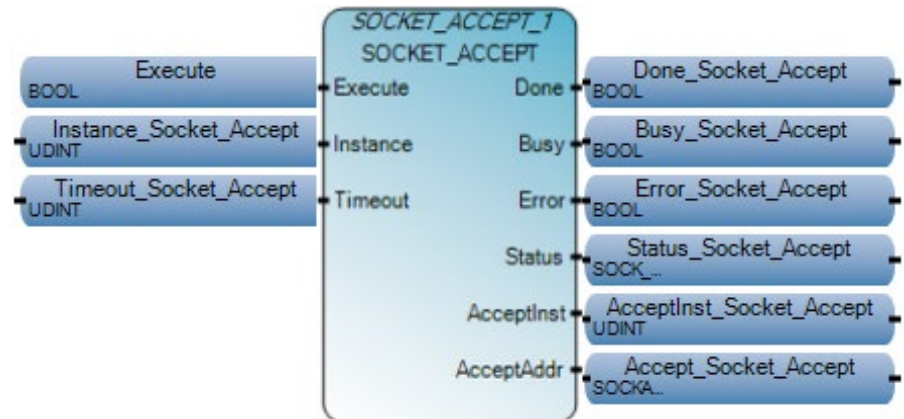 SOCKET_ACCEPT_1
SOCKET_ACCEPT
Execute
BOOL
Execute
Done
Done_Socket_Accept
BOOL
Instance_Socket_Accept
UDINT
Instance
Busy
Busy_Socket_Accept
BOOL
Timeout_Socket_Accept
UDINT
Timeout
Error
Error_Socket_Accept
BOOL
Status
Status_Socket_Accept
SOCK_...
AcceptInst
AcceptInst_Socket_Accept
UDINT
AcceptAddr
Accept_Socket_Accept
SOCKA...